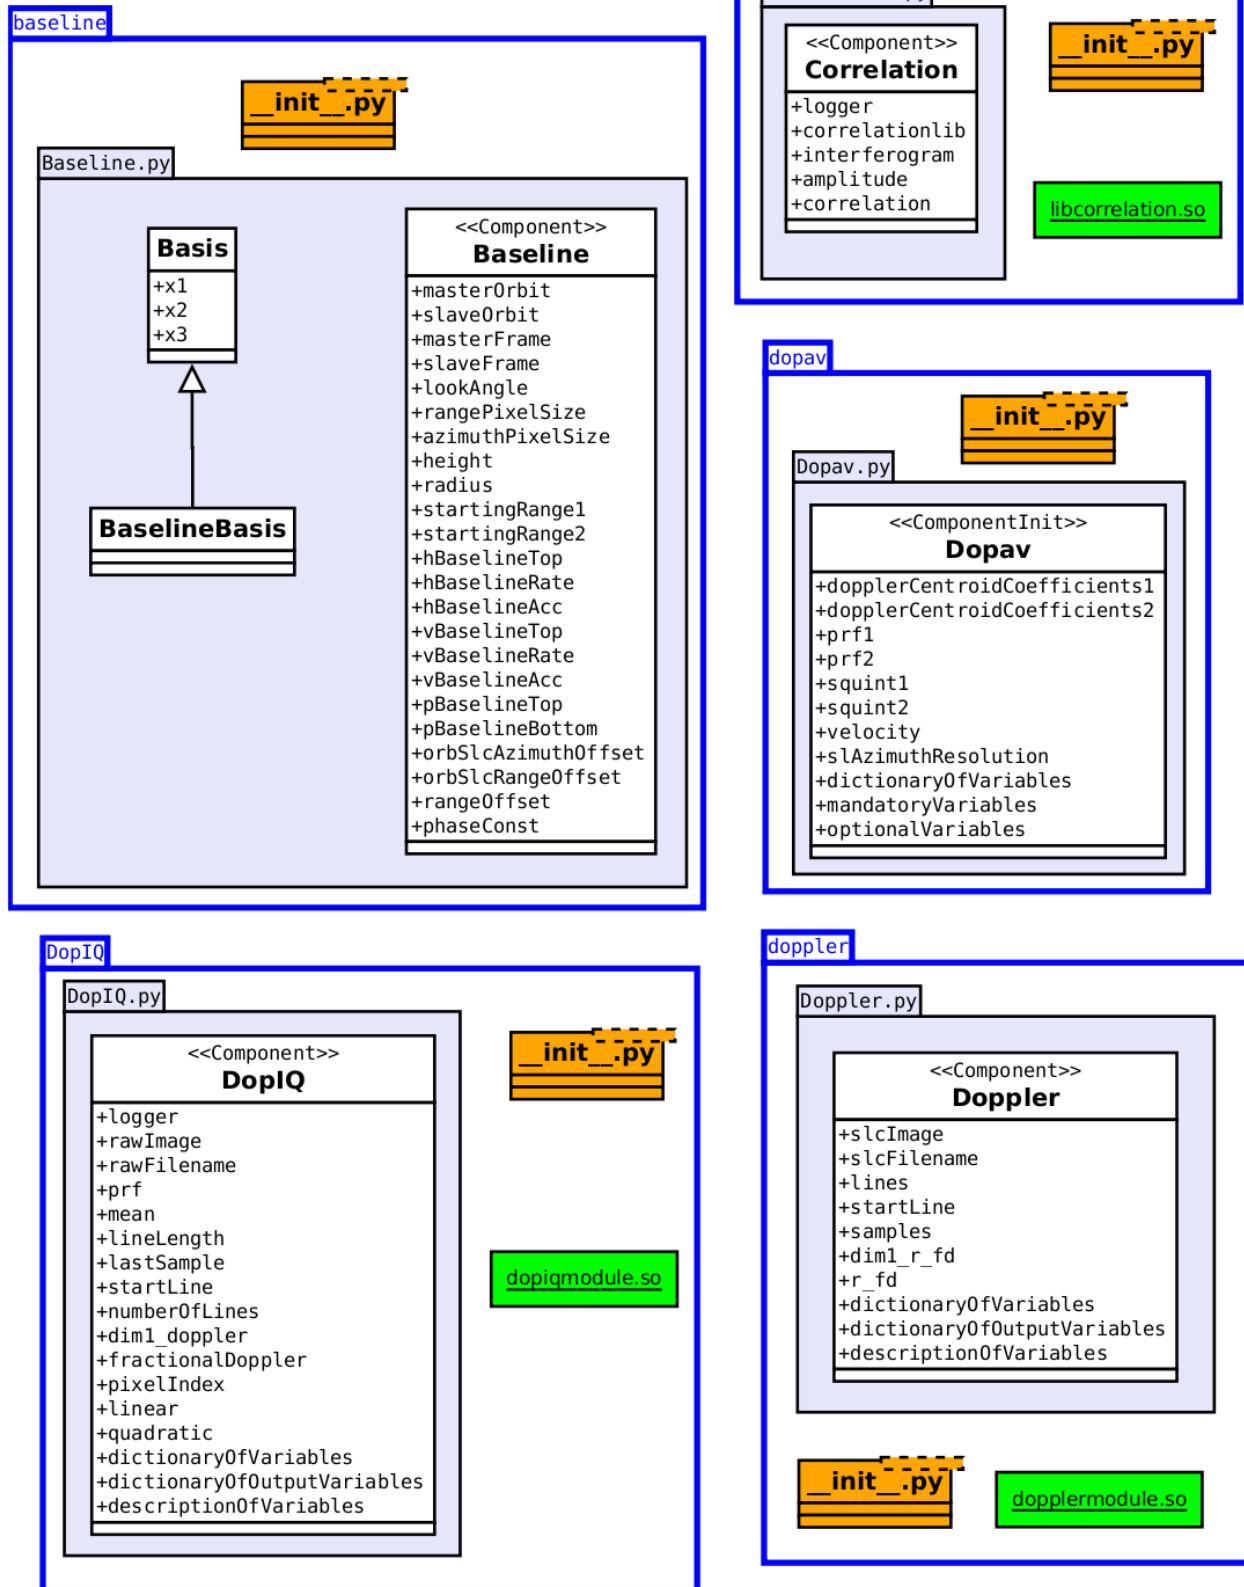 baseline
__init__.py
Baseline.py
Basis
+x1
+x2
+x3
BaselineBasis
<<Component>>
Baseline
+masterOrbit
+slaveOrbit
+masterFrame
+slaveFrame
+lookAngle
+rangePixelSize
+azimuthPixelSize
+height
+radius
+startingRange1
+startingRange2
+hBaselineTop
+hBaselineRate
+hBaselineAcc
+vBaselineTop
+vBaselineRate
+vBaselineAcc
+pBaselineTop
+pBaselineBottom
+orbSlcAzimuthOffset
+orbSlcRangeOffset
+rangeOffset
+phaseConst
<<Component>>
Correlation
+logger
+correlationlib
+interferogram
+amplitude
+correlation
__init__.py
libcorrelation.so
dopav
__init__.py
Dopav.py
<<ComponentInit>>
Dopav
+dopplerCentroidCoefficients1
+dopplerCentroidCoefficients2
+prf1
+prf2
+squint1
+squint2
+velocity
+slAzimuthResolution
+dictionaryOfVariables
+mandatoryVariables
+optionalVariables
DopIQ
DopIQ.py
<<Component>>
DopIQ
+logger
+rawImage
+rawFilename
+prf
+mean
+lineLength
+lastSample
+startLine
+numberOfLines
+dim1_doppler
+fractionalDoppler
+pixelIndex
+linear
+quadratic
+dictionaryOfVariables
+dictionaryOfOutputVariables
+descriptionOfVariables
__init__.py
dopiqmodule.so
doppler
Doppler.py
<<Component>>
Doppler
+slcImage
+slcFilename
+lines
+startLine
+samples
+dim1_r_fd
+r_fd
+dictionaryOfVariables
+dictionaryOfOutputVariables
+descriptionOfVariables
__init__.py
dopplermodule.so